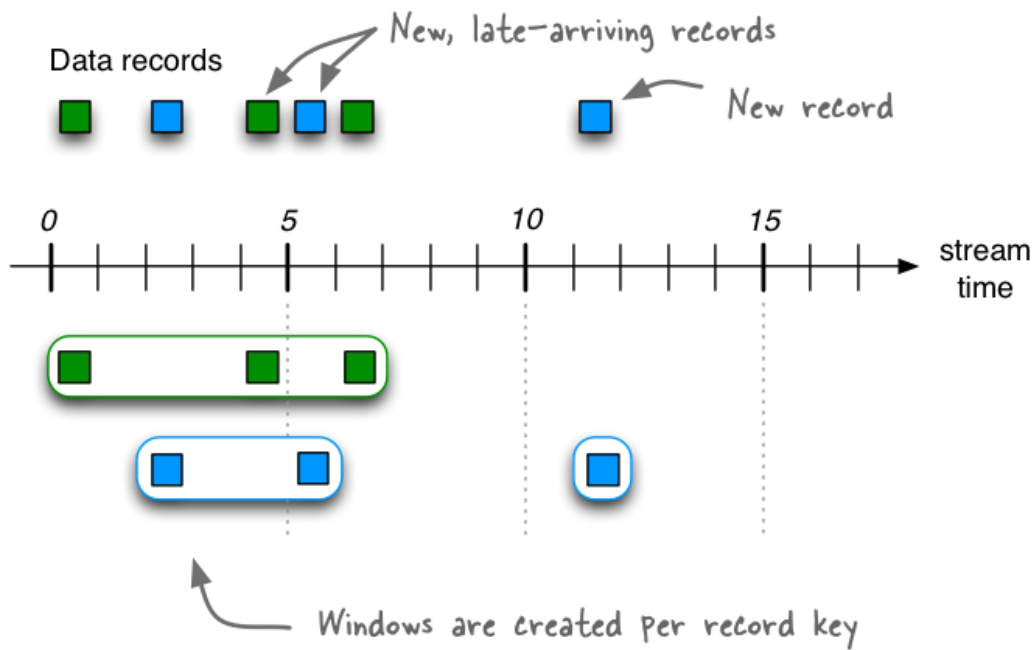 New, late-arriving records
Data records
New record
0 5 10 15
stream
time
Windows are created per record key